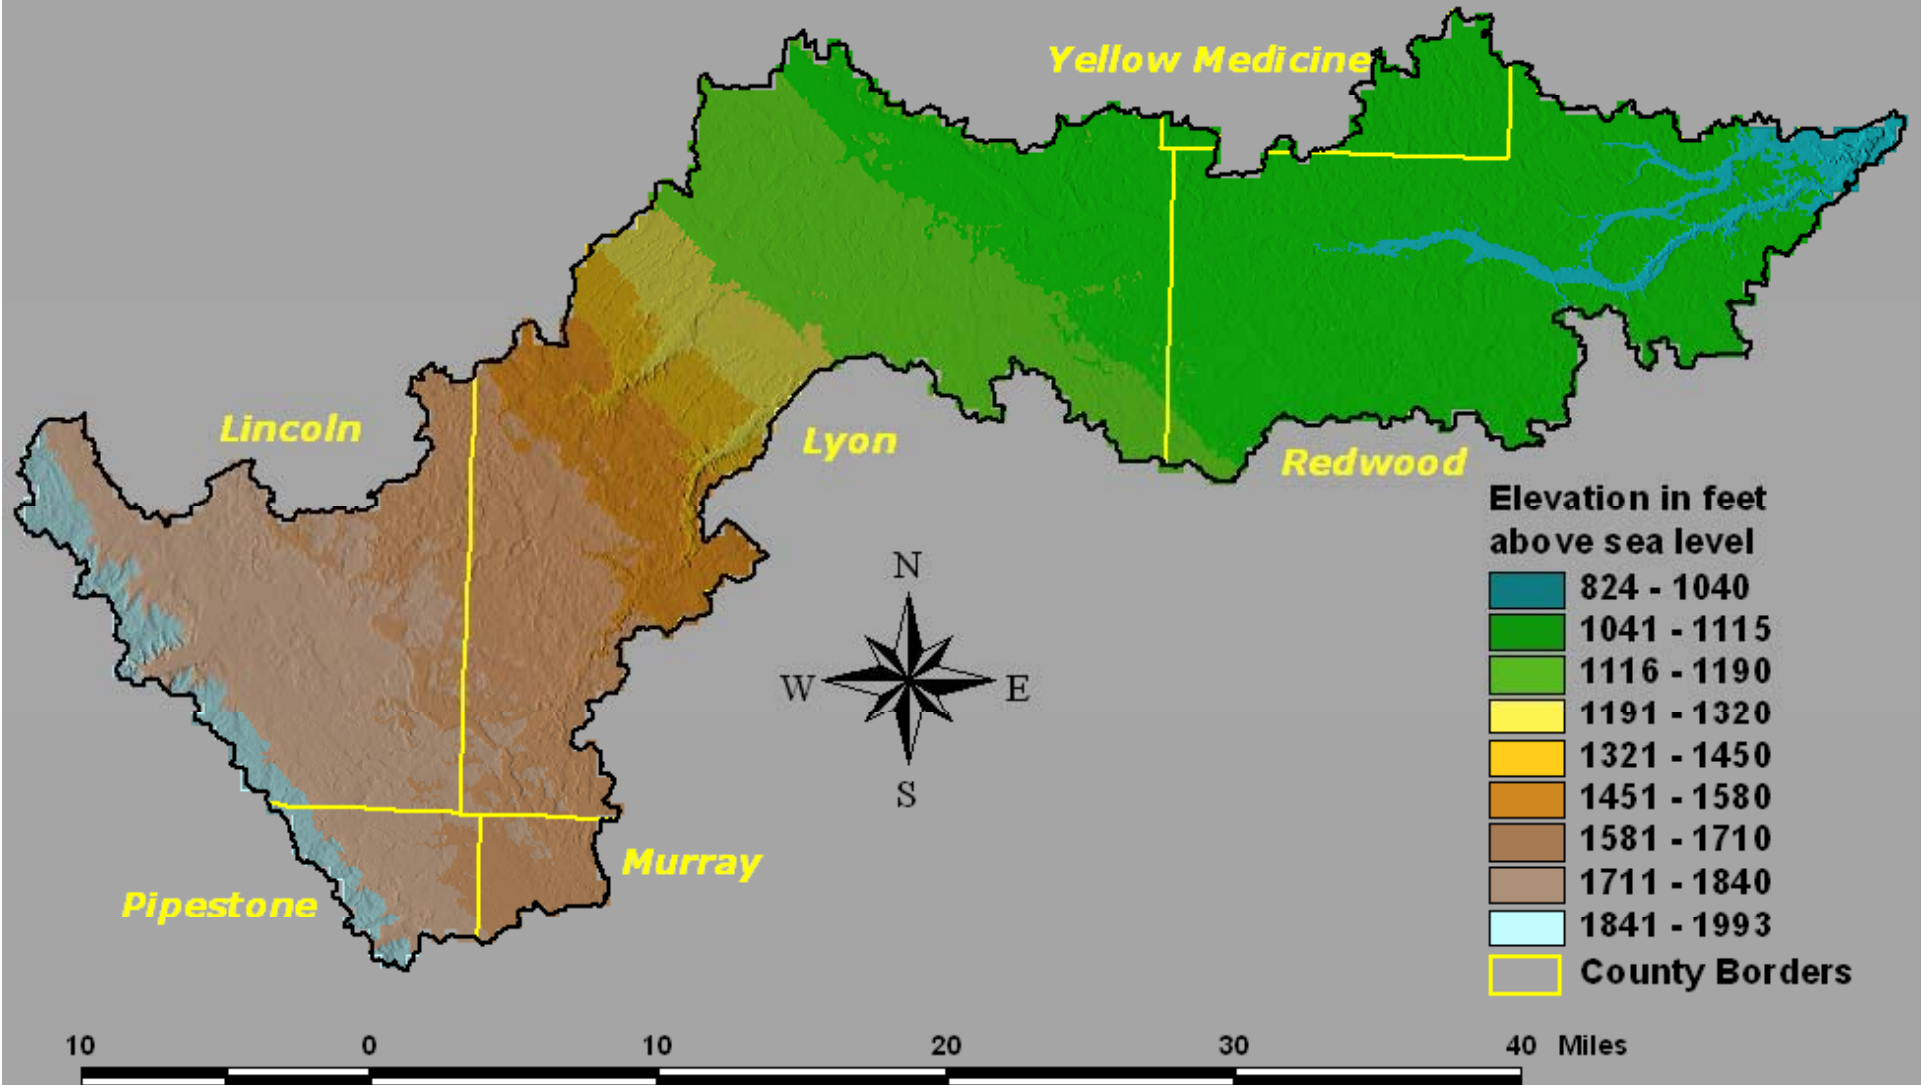 Yellow Medicine
Lincoln
Lyon
Redwood
Elevation in feet
above sea level
824 - 1040
1041 - 1115
1116 - 1190
1191 - 1320
1321 - 1450
1451 - 1580
1581 - 1710
1711 - 1840
1841 - 1993
County Borders
N
W
E
S
Murray
Pipestone
10 0 10 20 30 40 Miles